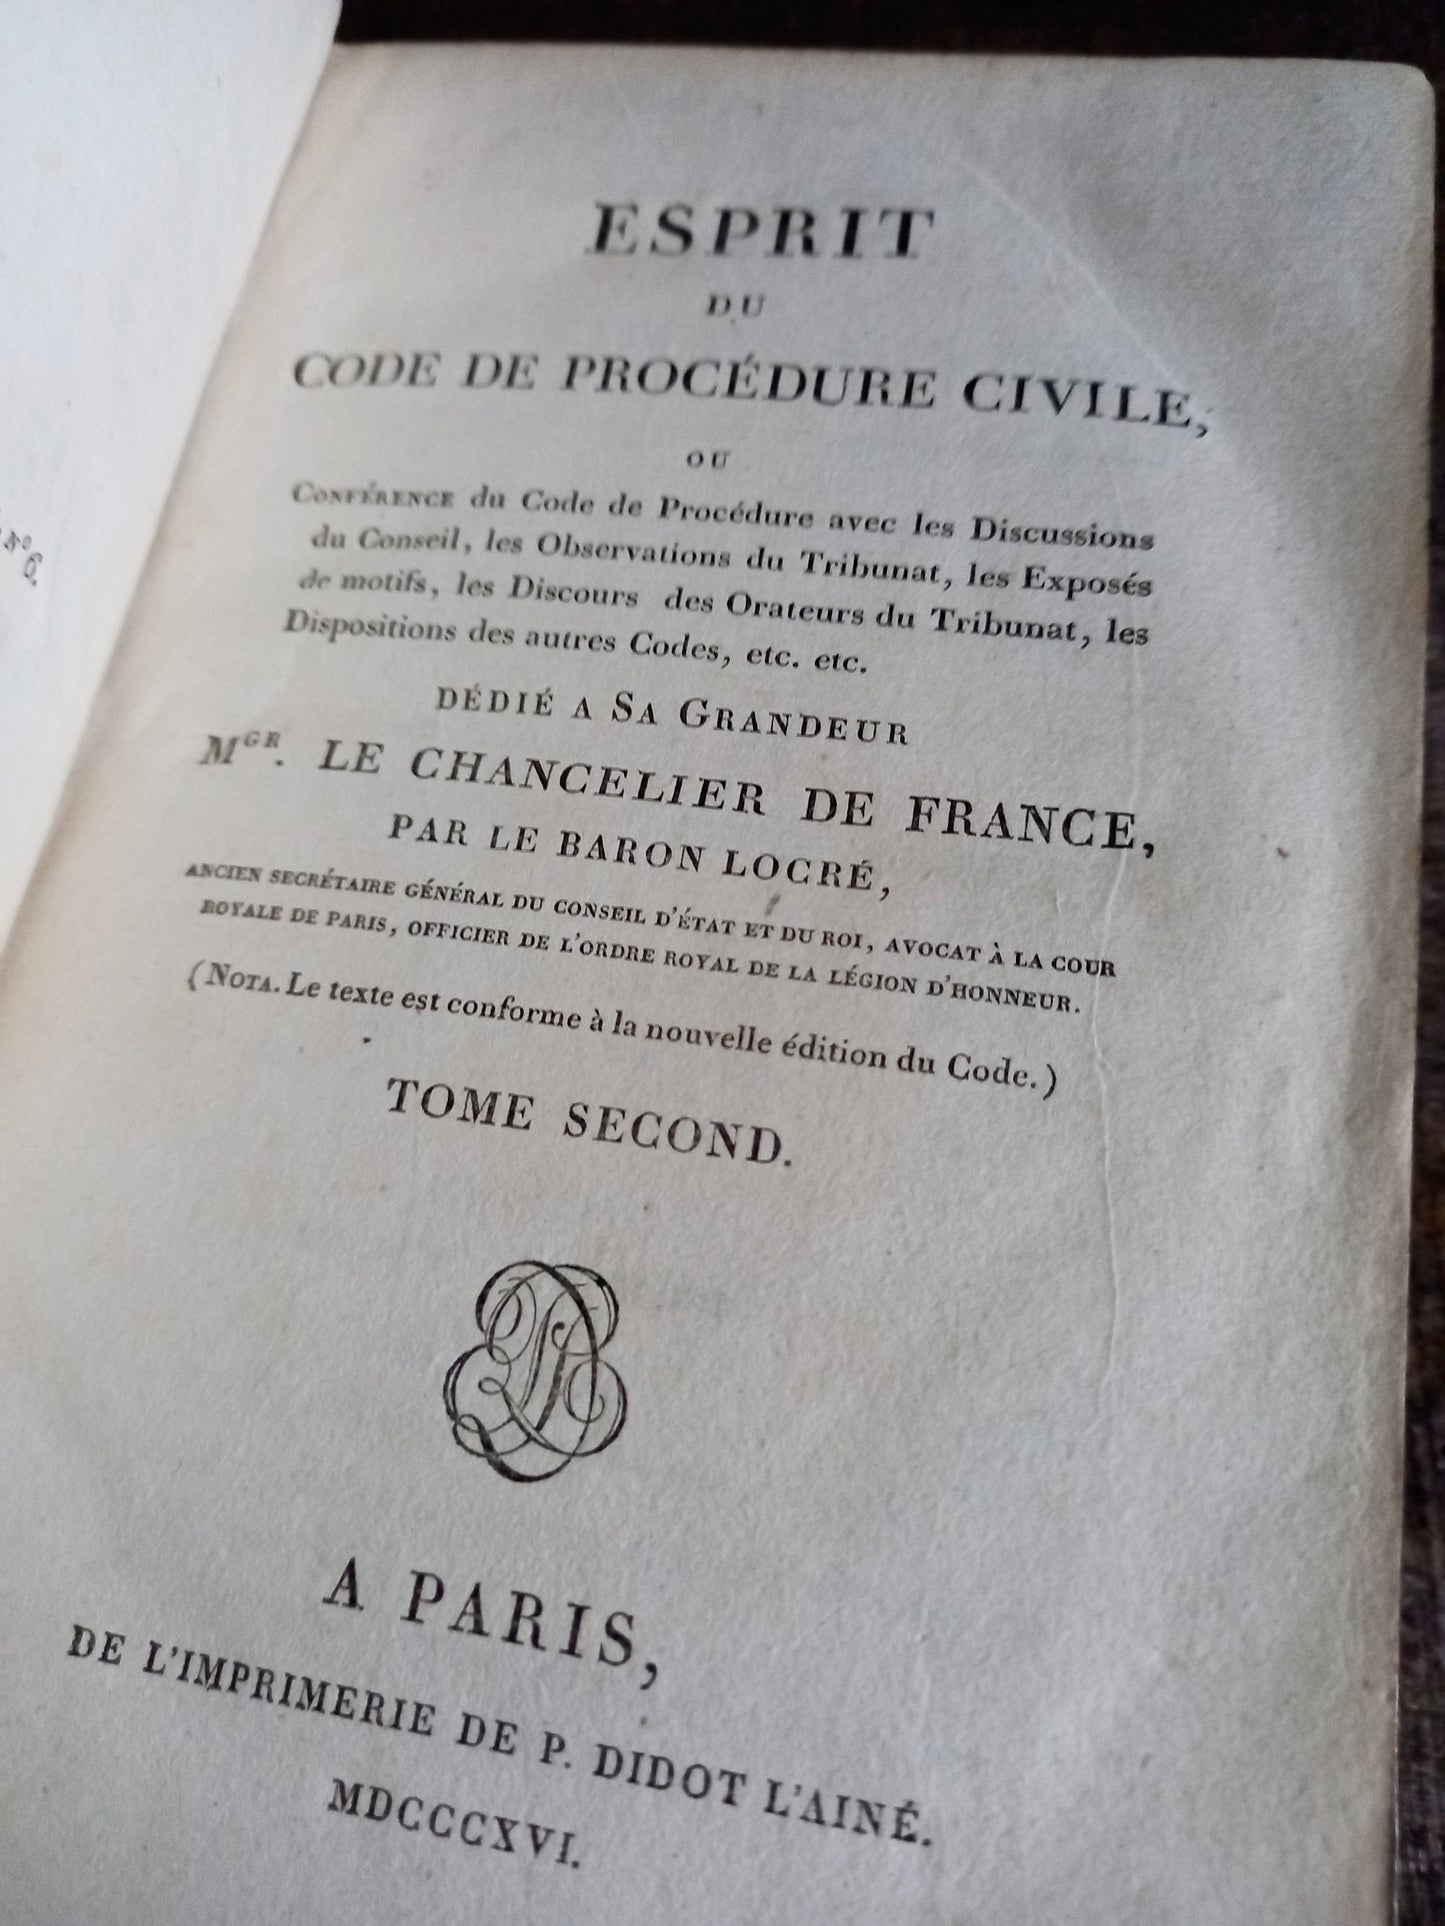 ESPRIT
DU
CODE DE PROCÉDURE CIVILE,
OU
CONFÉRENCE du Code de Procédure avec les Discussions
du Conseil, les Observations du Tribunat, les Exposés
de motifs, les Discours des Orateurs du Tribunat, les
Dispositions des autres Codes, etc. etc.
DÉDIÉ A SA GRANDEUR
MGR. LE CHANCELIER DE FRANCE,
PAR LE BARON LOCRÉ,
ANCIEN SECRÉTAIRE GÉNÉRAL DU CONSEIL D'ÉTAT ET DU ROI, AVOCAT À LA COUR
ROYALE DE PARIS, OFFICIER DE L'ORDRE ROYAL DE LA LÉGION D'HONNEUR.
(NOTA. Le texte est conforme à la nouvelle édition du Code.)
TOME SECOND.
A PARIS,
DE L'IMPRIMERIE DE P. DIDOT L'AINÉ.
MDCCCXVI.